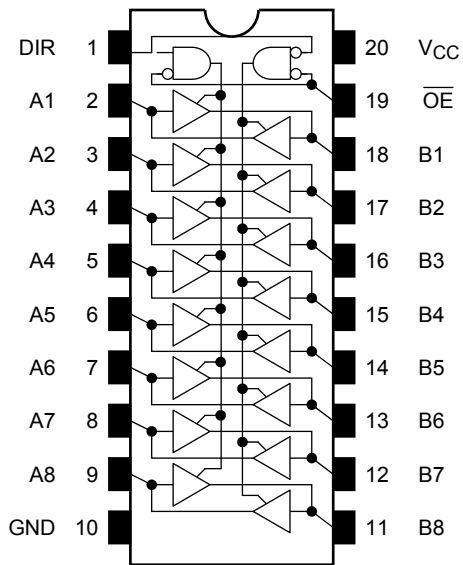 DIR 1 20 VCC
A1 2 19 OE
A2 3 18 B1
A3 4 17 B2
A4 5 16 B3
A5 6 15 B4
A6 7 14 B5
A7 8 13 B6
A8 9 12 B7
GND 10 11 B8